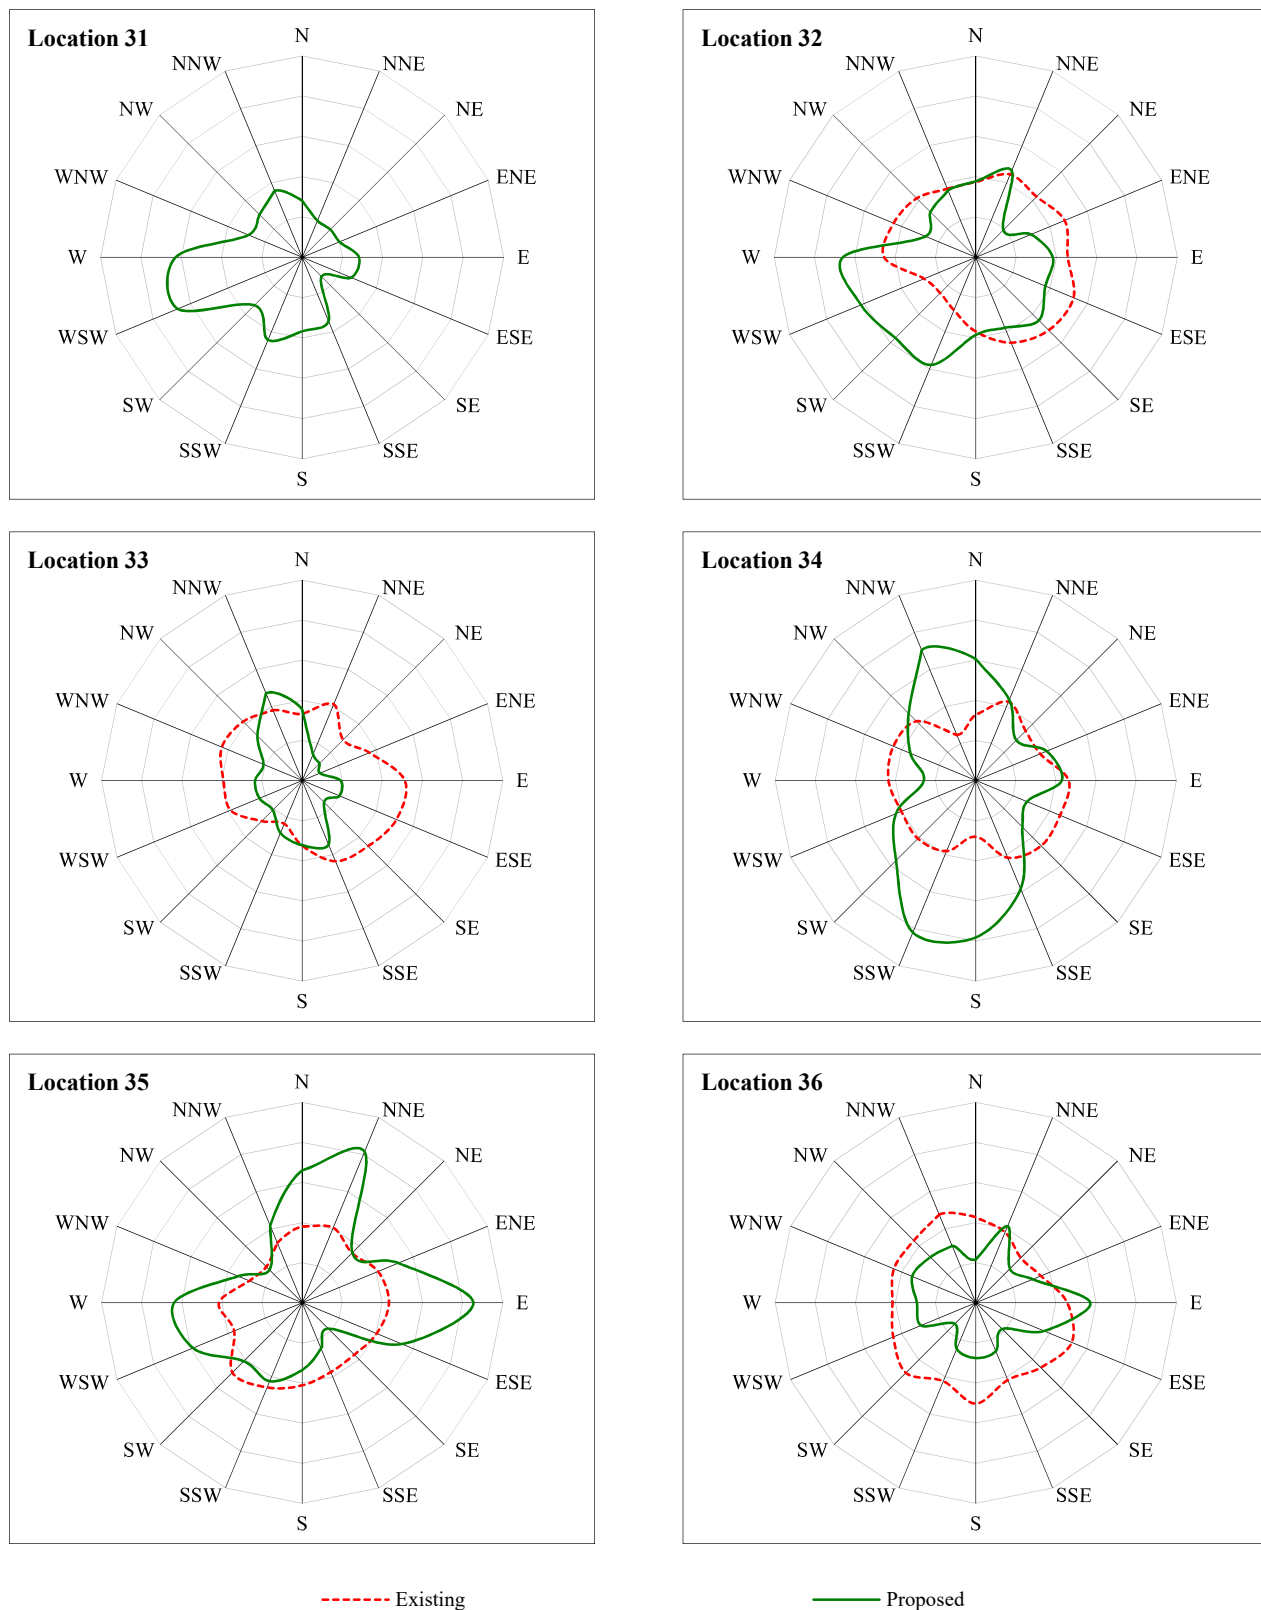 Location 31
N
NNW
NNE
NW
NE
WNW
ENE
W
E
WSW
ESE
SW
SE
SSW
SSE
S
Location 32
N
NNW
NNE
NW
NE
WNW
ENE
W
E
WSW
ESE
SW
SE
SSW
SSE
S
Location 33
N
NNW
NNE
NW
NE
WNW
ENE
W
E
WSW
ESE
SW
SE
SSW
SSE
S
Location 34
N
NNW
NNE
NW
NE
WNW
ENE
W
E
WSW
ESE
SW
SE
SSW
SSE
S
Location 35
N
NNW
NNE
NW
NE
WNW
ENE
W
E
WSW
ESE
SW
SE
SSW
SSE
S
Location 36
N
NNW
NNE
NW
NE
WNW
ENE
W
E
WSW
ESE
SW
SE
SSW
SSE
S
Existing
Proposed